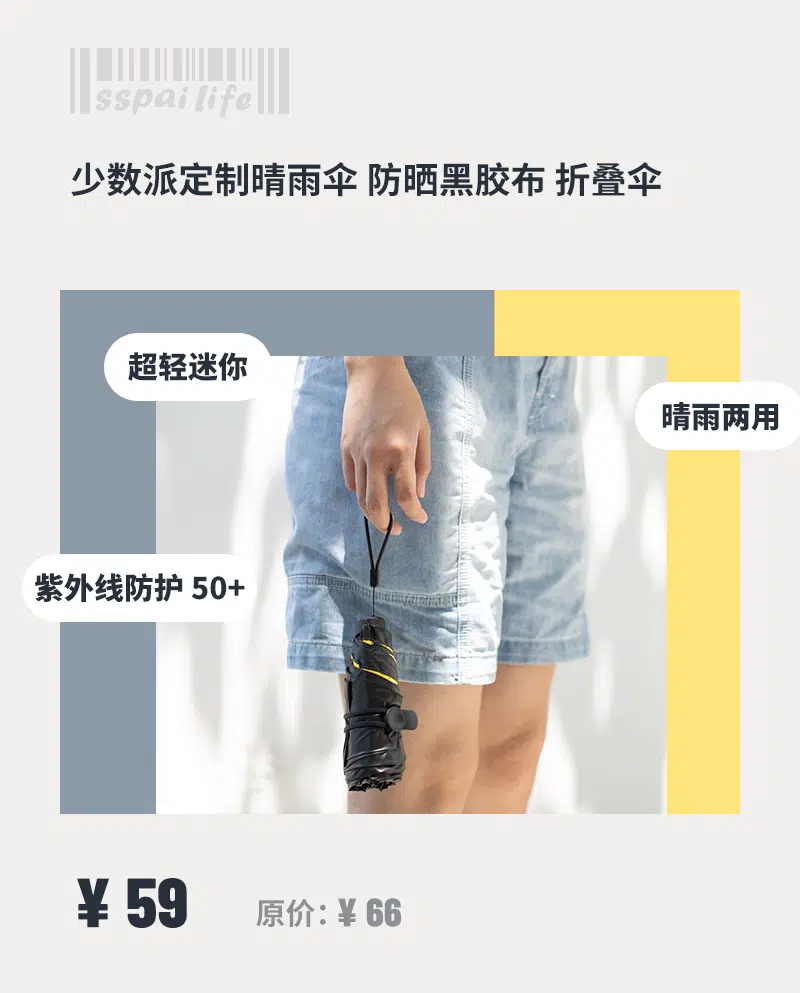 sspai life
少数派定制晴雨伞 防晒黑胶布 折叠伞
超轻迷你
晴雨两用
紫外线防护 50+
¥ 59
原价：¥ 66